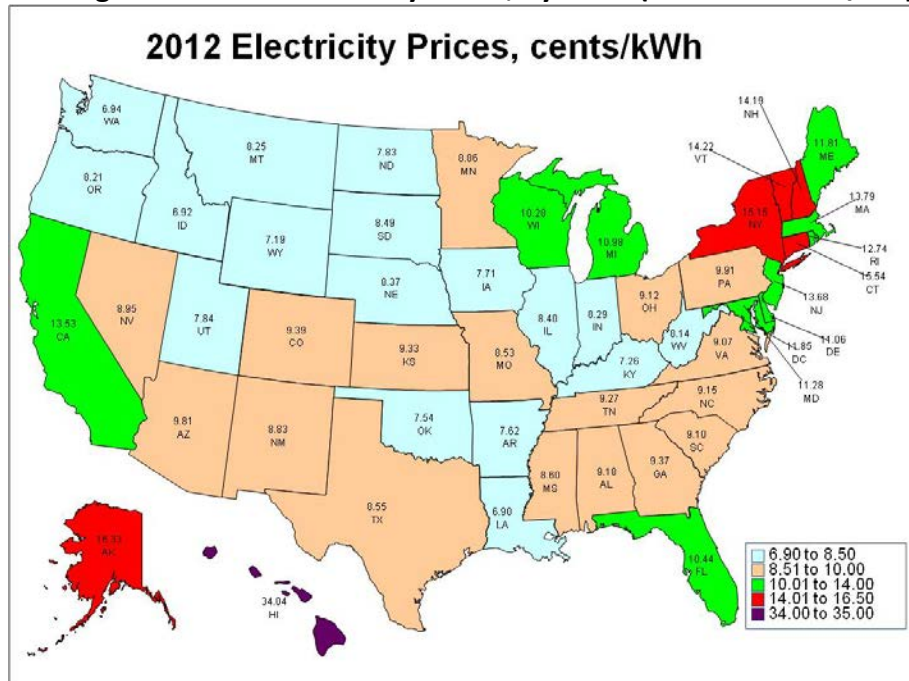 2012 Electricity Prices, cents/kWh
6.94
WA
8.21
OR
6.92
ID
8.25
MT
7.83
ND
8.49
SD
7.19
WY
8.37
NE
8.86
MN
10.28
WI
10.98
MI
7.71
IA
13.53
CA
8.95
NV
7.84
UT
9.39
CO
9.33
KS
8.53
MO
8.40
IL
8.29
IN
9.12
OH
9.91
PA
15.15
NY
14.22
VT
14.19
NH
11.81
ME
13.79
MA
12.74
RI
15.54
CT
13.68
NJ
11.06
DE
11.85
DC
11.28
MD
8.14
WV
9.07
VA
7.26
KY
9.27
TN
9.15
NC
9.10
SC
9.81
AZ
8.83
NM
7.54
OK
7.62
AR
8.55
TX
6.90
LA
8.60
MS
9.18
AL
9.37
GA
10.44
FL
AK
34.04
HI
6.90 to 8.50
8.51 to 10.00
10.01 to 14.00
14.01 to 16.50
34.00 to 35.00